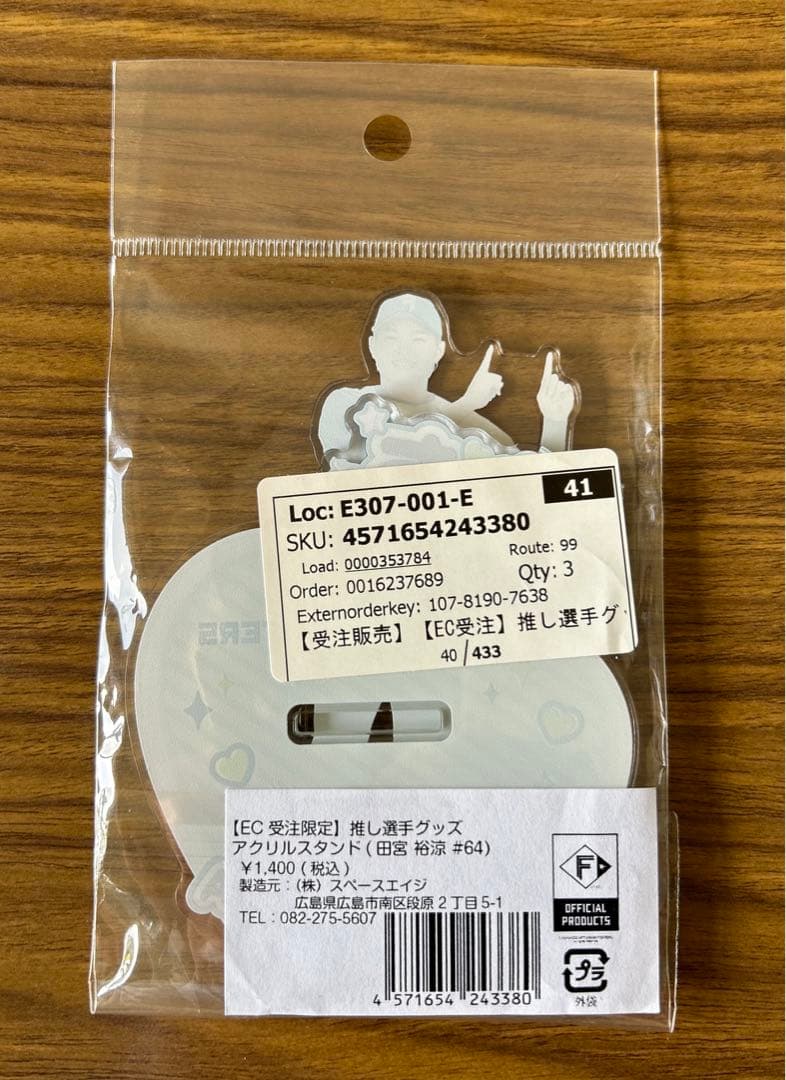 Loc: E307-001-E
41
SKU: 4571654243380
Load: 0000353784
Route: 99
Order: 0016237689
Qty: 3
Externorderkey: 107-8190-7638
【受注販売】【EC受注】推し選手グ
40/433
【EC 受注限定】推し選手グッズ
アクリルスタンド ( 田宮 裕涼 #64)
￥1,400 ( 税込 )
製造元：（株）スペースエイジ
広島県広島市南区段原２丁目 5-1
TEL：082-275-5607
F
OFFICIAL
PRODUCTS
プラ
外袋
4 571654 243380